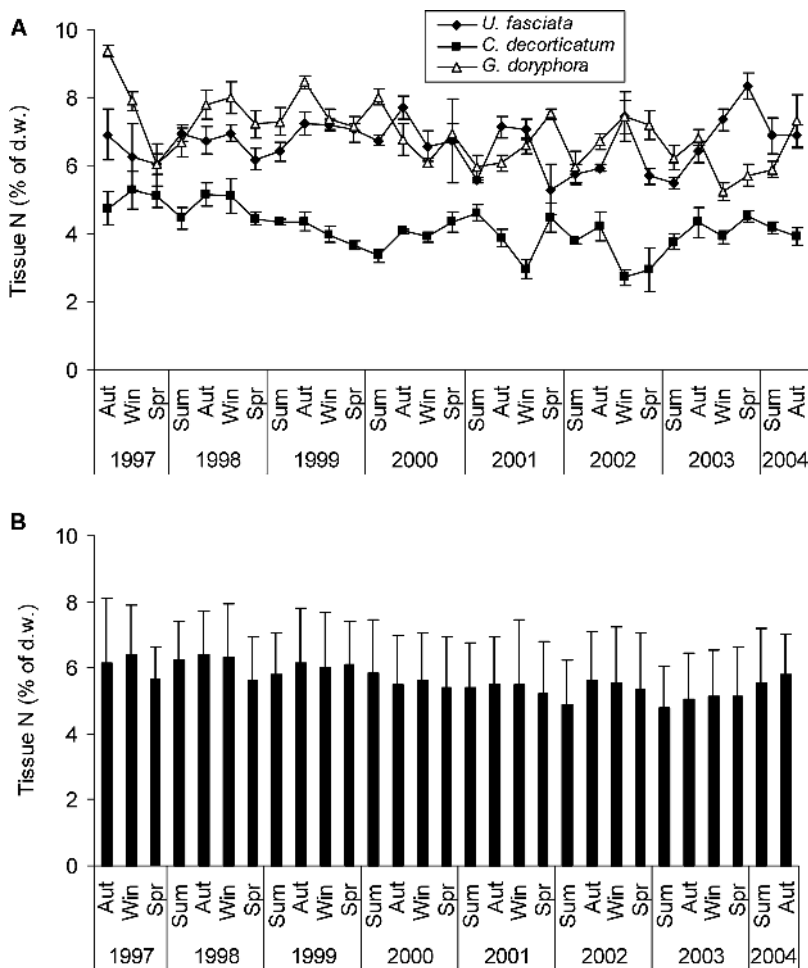 A
U. fasciata
C. decorticatum
G. doryphora
Tissue N (% of d.w.)
10
8
6
4
2
0
Aut Win Spr Sum Aut Win Spr Sum Aut Win Spr Sum Aut Win Spr Sum Aut Win Spr Sum Aut Win Spr Sum Aut Win Spr Sum Aut
1997 1998 1999 2000 2001 2002 2003 2004
B
Tissue N (% of d.w.)
10
8
6
4
2
0
Aut Win Spr Sum Aut Win Spr Sum Aut Win Spr Sum Aut Win Spr Sum Aut Win Spr Sum Aut Win Spr Sum Aut Win Spr Sum Aut
1997 1998 1999 2000 2001 2002 2003 2004